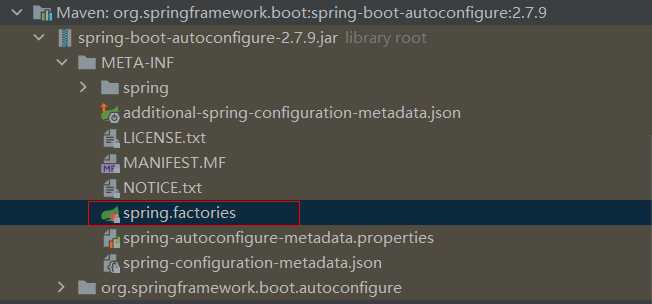 Maven: org.springframework.boot:spring-boot-autoconfigure:2.7.9
spring-boot-autoconfigure-2.7.9.jar library root
META-INF
spring
additional-spring-configuration-metadata.json
LICENSE.txt
MF MANIFEST.MF
NOTICE.txt
spring.factories
spring-autoconfigure-metadata.properties
spring-configuration-metadata.json
org.springframework.boot.autoconfigure